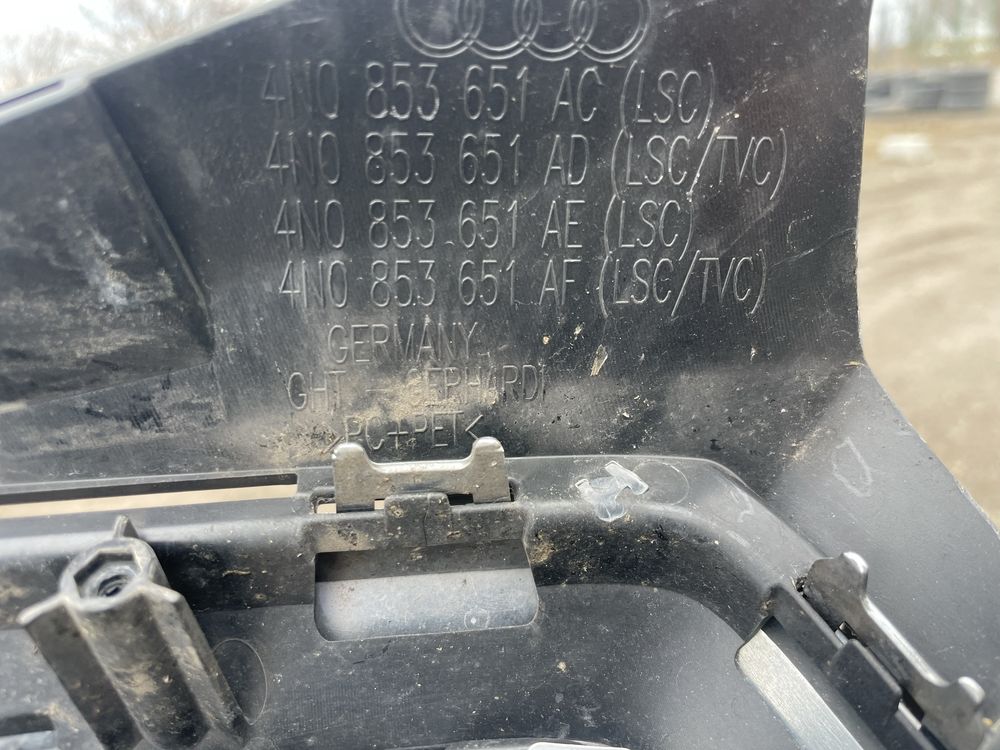 4N0 853 651 AC (LSC)
4N0 853 651 AD (LSC/TVC)
4N0 853 651 AE (LSC)
4N0 853 651 AF (LSC/TVC)
GERMANY
GHT - GERHARDI
>PC+PET<